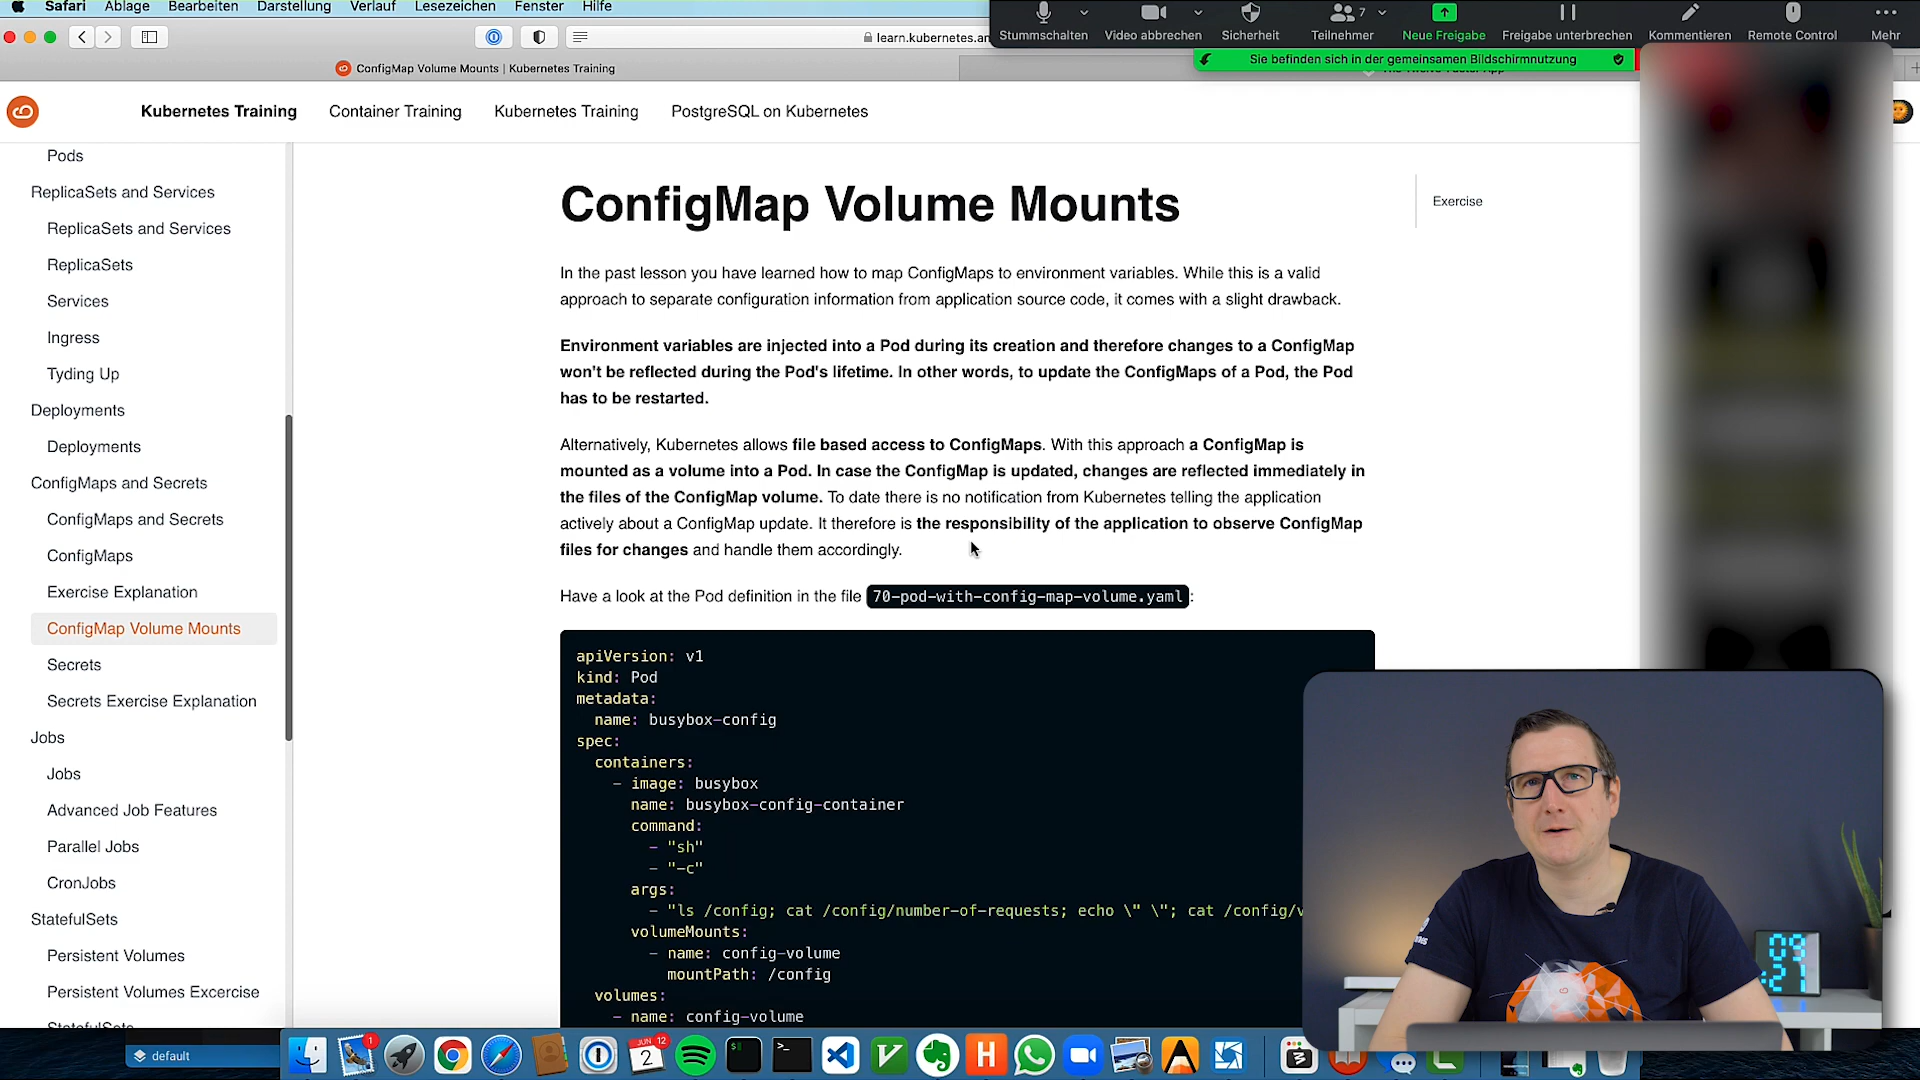 Safari Ablage Bearbeiten Darstellung Verlauf Lesezeichen Fenster Hilfe
Stummschalten Video abbrechen Sicherheit Teilnehmer 7 Neue Freigabe Freigabe unterbrechen Kommentieren Remote Control Mehr
learn.kubernetes.an
Sie befinden sich in der gemeinsamen Bildschirmnutzung
ConfigMap Volume Mounts | Kubernetes Training
Kubernetes Training Container Training Kubernetes Training PostgreSQL on Kubernetes
Pods
ReplicaSets and Services
ReplicaSets and Services
ReplicaSets
Services
Ingress
Tyding Up
Deployments
Deployments
ConfigMaps and Secrets
ConfigMaps and Secrets
ConfigMaps
Exercise Explanation
ConfigMap Volume Mounts
Secrets
Secrets Exercise Explanation
Jobs
Jobs
Advanced Job Features
Parallel Jobs
CronJobs
StatefulSets
Persistent Volumes
Persistent Volumes Excercise
StatefulSets
ConfigMap Volume Mounts
Exercise
In the past lesson you have learned how to map ConfigMaps to environment variables. While this is a valid
approach to separate configuration information from application source code, it comes with a slight drawback.
Environment variables are injected into a Pod during its creation and therefore changes to a ConfigMap
won't be reflected during the Pod's lifetime. In other words, to update the ConfigMaps of a Pod, the Pod
has to be restarted.
Alternatively, Kubernetes allows file based access to ConfigMaps. With this approach a ConfigMap is
mounted as a volume into a Pod. In case the ConfigMap is updated, changes are reflected immediately in
the files of the ConfigMap volume. To date there is no notification from Kubernetes telling the application
actively about a ConfigMap update. It therefore is the responsibility of the application to observe ConfigMap
files for changes and handle them accordingly.
Have a look at the Pod definition in the file 70-pod-with-config-map-volume.yaml:
apiVersion: v1
kind: Pod
metadata:
name: busybox-config
spec:
containers:
- image: busybox
name: busybox-config-container
command:
- "sh"
- "-c"
args:
- "ls /config; cat /config/number-of-requests; echo \" \"; cat /config/v
volumeMounts:
- name: config-volume
mountPath: /config
volumes:
- name: config-volume
09
27
default
1
JUN 12
2